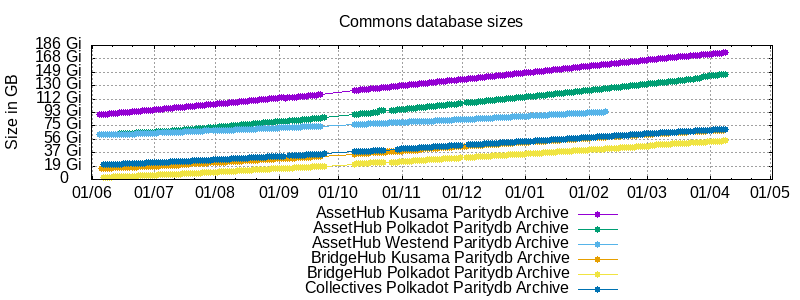 Commons database sizes
Size in GB
186 Gi
168 Gi
149 Gi
130 Gi
112 Gi
93 Gi
75 Gi
56 Gi
37 Gi
19 Gi
0
01/06 01/07 01/08 01/09 01/10 01/11 01/12 01/01 01/02 01/03 01/04 01/05
AssetHub Kusama Paritydb Archive
AssetHub Polkadot Paritydb Archive
AssetHub Westend Paritydb Archive
BridgeHub Kusama Paritydb Archive
BridgeHub Polkadot Paritydb Archive
Collectives Polkadot Paritydb Archive